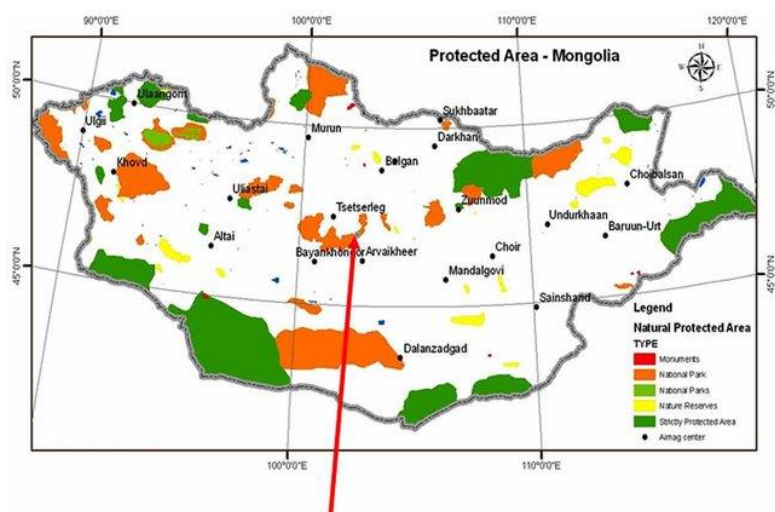 90°0'0"E
100°0'0"E
110°0'0"E
120°0'0"E
Protected Area - Mongolia
N
W
E
S
50°0'0"N
50°0'0"N
Ulaangom
Ulgii
Sukhbaatar
Murun
Darkhan
Bulgan
Khovd
Choibalsan
Uliastai
Zuunmod
Tsetserleg
Undurkhaan
Baruun-Urt
Altai
Choir
Bayankhongor
Arvaikheer
Mandalgovi
45°0'0"N
45°0'0"N
Sainshand
Dalanzadgad
Legend
Natural Protected Area
TYPE
Monuments
National Park
National Parks
Nature Reserves
Strictly Protected Area
Aimag center
100°0'0"E
110°0'0"E